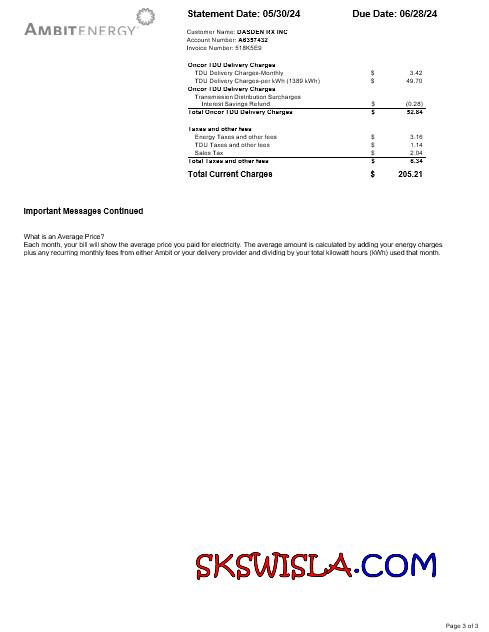 AMBITENERGY
Statement Date: 05/30/24 Due Date: 06/28/24
Customer Name: DASDEN RX INC
Account Number: A6357432
Invoice Number: 518K5E9
Oncor TDU Delivery Charges
TDU Delivery Charges-Monthly $ 3.42
TDU Delivery Charges-per kWh (1389 kWh) $ 49.70
Oncor TDU Delivery Charges
Transmission Distribution Surcharges
Interest Savings Refund $ (0.28)
Total Oncor TDU Delivery Charges $ 52.84
Taxes and other fees
Energy Taxes and other fees $ 3.16
TDU Taxes and other fees $ 1.14
Sales Tax $ 2.04
Total Taxes and other fees $ 6.34
Total Current Charges $ 205.21
Important Messages Continued
What is an Average Price?
Each month, your bill will show the average price you paid for electricity. The average amount is calculated by adding your energy charges
plus any recurring monthly fees from either Ambit or your delivery provider and dividing by your total kilowatt hours (kWh) used that month.
SKSWISLA.COM
Page 3 of 3